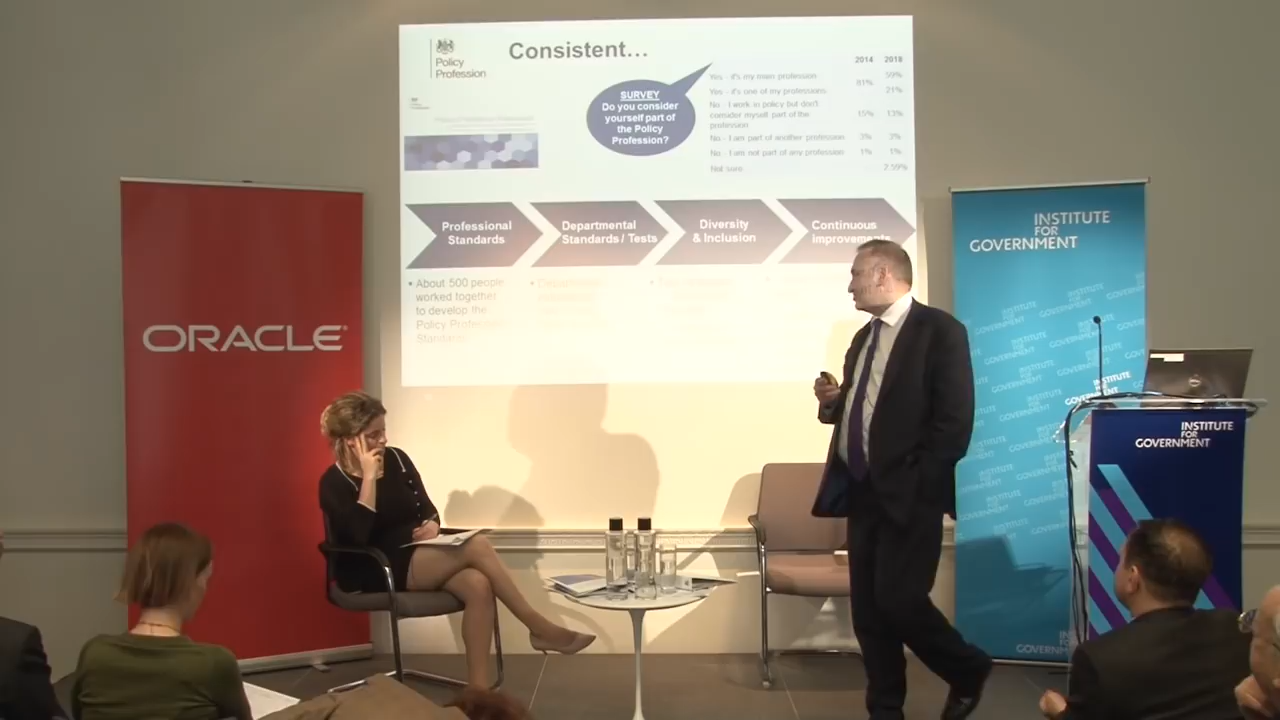 Policy
Profession
Consistent…
SURVEY
Do you consider
yourself part of
the Policy
Profession?
2014 2018
Yes - it's my main profession 59%
81%
Yes - it's one of my professions 21%
No - I work in policy but don't
consider myself part of the 15% 13%
profession
No - I am part of another profession 3% 3%
No - I am not part of any profession 1% 1%
Not sure 2.59%
Professional
Standards
Departmental
Standards / Tests
Diversity
& Inclusion
Continuous
improvement
• About 500 people
worked together
to develop the
Policy Profession
Standards
ORACLE
INSTITUTE
FOR
GOVERNMENT
INSTITUTE
FOR
GOVERNMENT